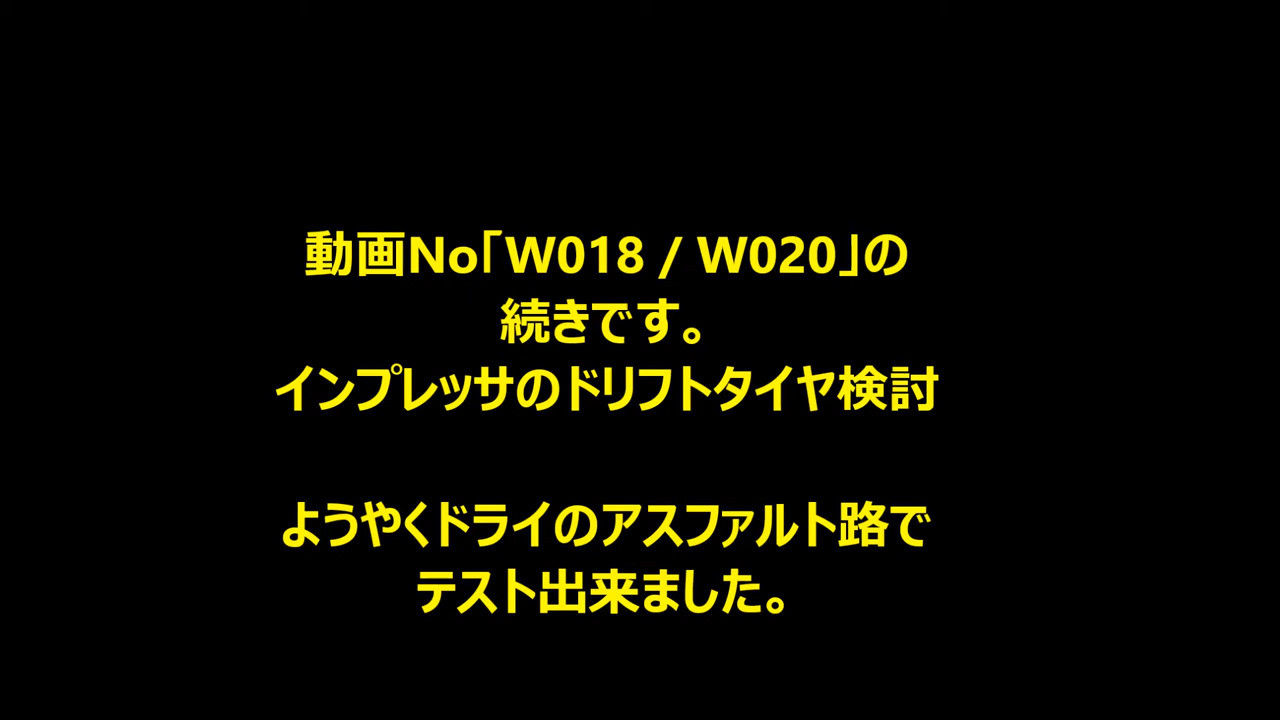 動画No「W018 / W020」の
続きです。
インプレッサのドリフトタイヤ検討
ようやくドライのアスファルト路で
テスト出来ました。